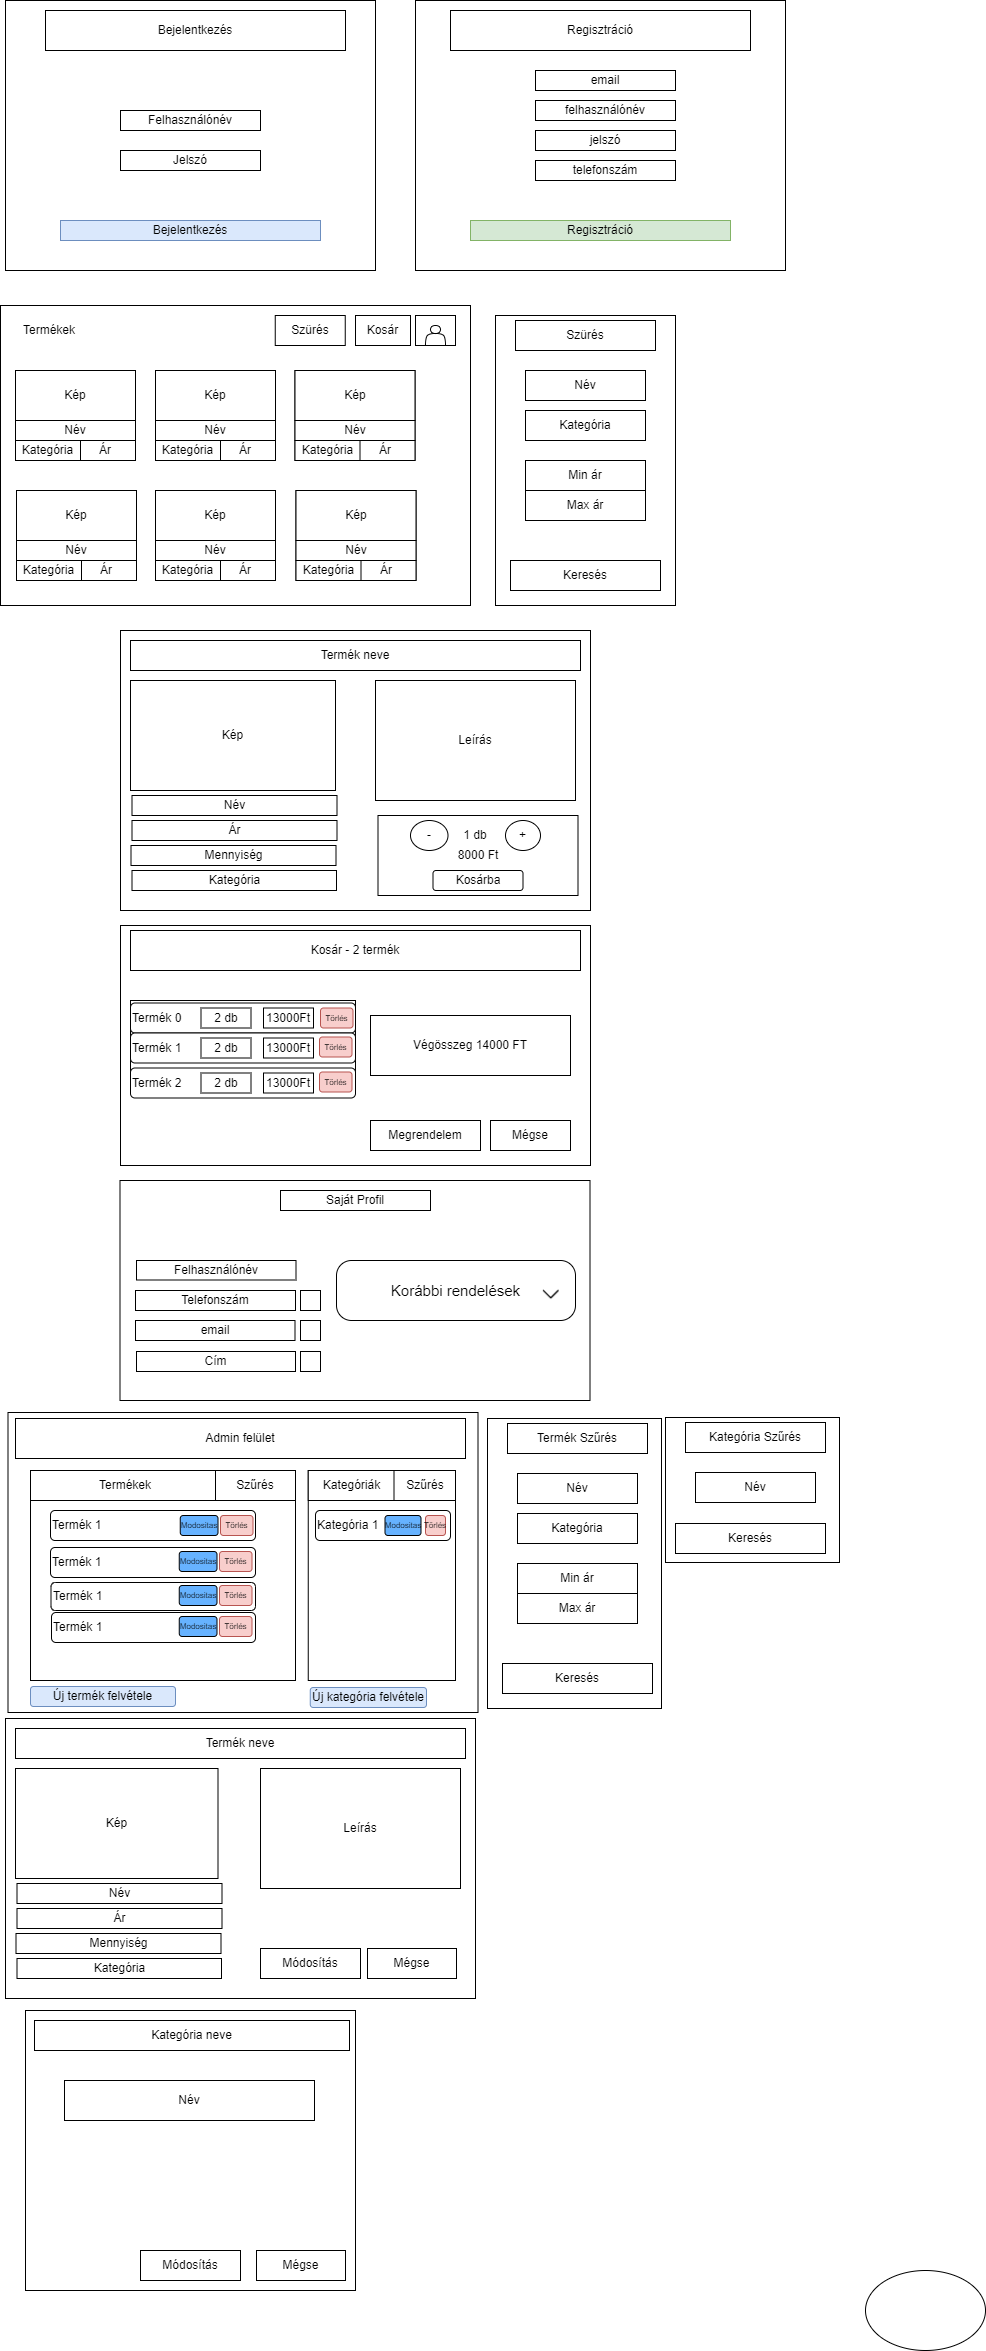 Bejelentkezés
Felhasználónév
Jelszó
Bejelentkezés
Regisztráció
email
felhasználónév
jelszó
telefonszám
Regisztráció
Termékek
Szürés
Kosár
Kép
Név
Kategória
Ár
Kép
Név
Kategória
Ár
Kép
Név
Kategória
Ár
Kép
Név
Kategória
Ár
Kép
Név
Kategória
Ár
Kép
Név
Kategória
Ár
Szürés
Név
Kategória
Min ár
Max ár
Keresés
Termék neve
Kép
Név
Ár
Mennyiség
Kategória
Leírás
-
1 db
+
8000 Ft
Kosárba
Kosár - 2 termék
Termék 0
2 db
13000Ft
Törlés
Termék 1
2 db
13000Ft
Törlés
Termék 2
2 db
13000Ft
Törlés
Végösszeg 14000 FT
Megrendelem
Mégse
Saját Profil
Felhasználónév
Telefonszám
email
Cím
Korábbi rendelések
Admin felület
Termékek
Szűrés
Termék 1
Modositas
Törlés
Termék 1
Modositas
Törlés
Termék 1
Modositas
Törlés
Termék 1
Modositas
Törlés
Új termék felvétele
Kategóriák
Szűrés
Kategória 1
Modositas
Törlés
Új kategória felvétele
Termék Szűrés
Név
Kategória
Min ár
Max ár
Keresés
Kategória Szűrés
Név
Keresés
Termék neve
Kép
Név
Ár
Mennyiség
Kategória
Leírás
Módosítás
Mégse
Kategória neve
Név
Módosítás
Mégse